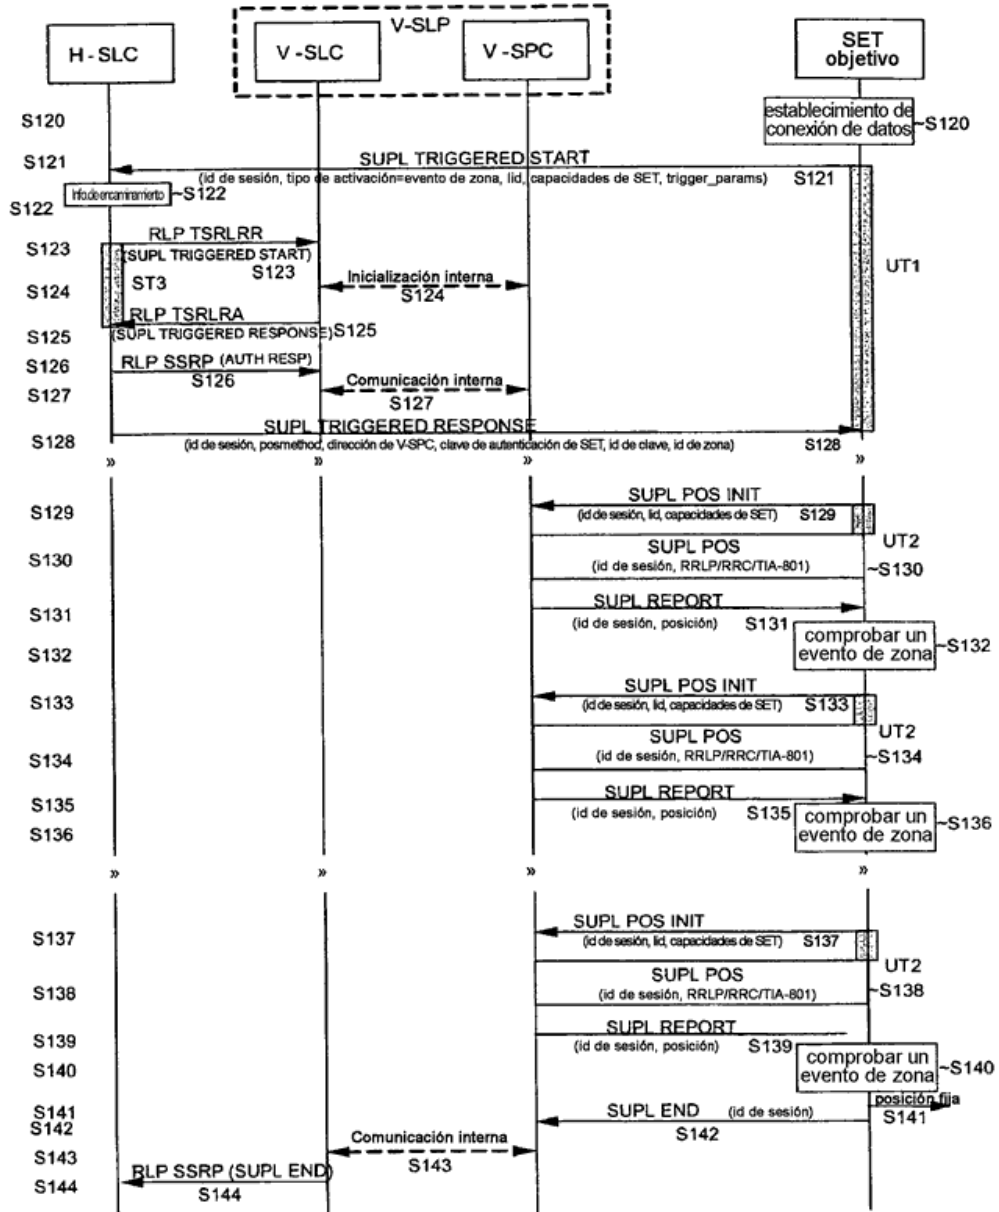 V-SLP
H-SLC
V-SLC
V-SPC
SET
objetivo
S120
establecimiento de
conexión de datos
~S120
S121
SUPL TRIGGERED START
(id de sesión, tipo de activación=evento de zona, lid, capacidades de SET, trigger_params)
S121
Info.de encaminamiento
~S122
S122
UT1
S123
RLP TSRLRR
(SUPL TRIGGERED START)
S123
ST3
S124
Inicialización interna
S124
RLP TSRLRA
S125
(SUPL TRIGGERED RESPONSE)
S125
S126
RLP SSRP (AUTH RESP)
S126
S127
Comunicación interna
S127
S128
SUPL TRIGGERED RESPONSE
(id de sesión, posmethod, dirección de V-SPC, clave de autenticación de SET, id de clave, id de zona)
S128
»
»
»
»
S129
SUPL POS INIT
(id de sesión, lid, capacidades de SET)
S129
UT2
S130
SUPL POS
(id de sesión, RRLP/RRC/TIA-801)
~S130
S131
SUPL REPORT
(id de sesión, posición)
S131
S132
comprobar un
evento de zona
~S132
S133
SUPL POS INIT
(id de sesión, lid, capacidades de SET)
S133
UT2
S134
SUPL POS
(id de sesión, RRLP/RRC/TIA-801)
~S134
S135
SUPL REPORT
(id de sesión, posición)
S135
S136
comprobar un
evento de zona
~S136
»
»
»
»
S137
SUPL POS INIT
(id de sesión, lid, capacidades de SET)
S137
UT2
S138
SUPL POS
(id de sesión, RRLP/RRC/TIA-801)
~S138
S139
SUPL REPORT
(id de sesión, posición)
S139
S140
comprobar un
evento de zona
~S140
S141
posición fija
S141
S142
SUPL END (id de sesión)
S142
S143
Comunicación interna
S143
S144
RLP SSRP (SUPL END)
S144